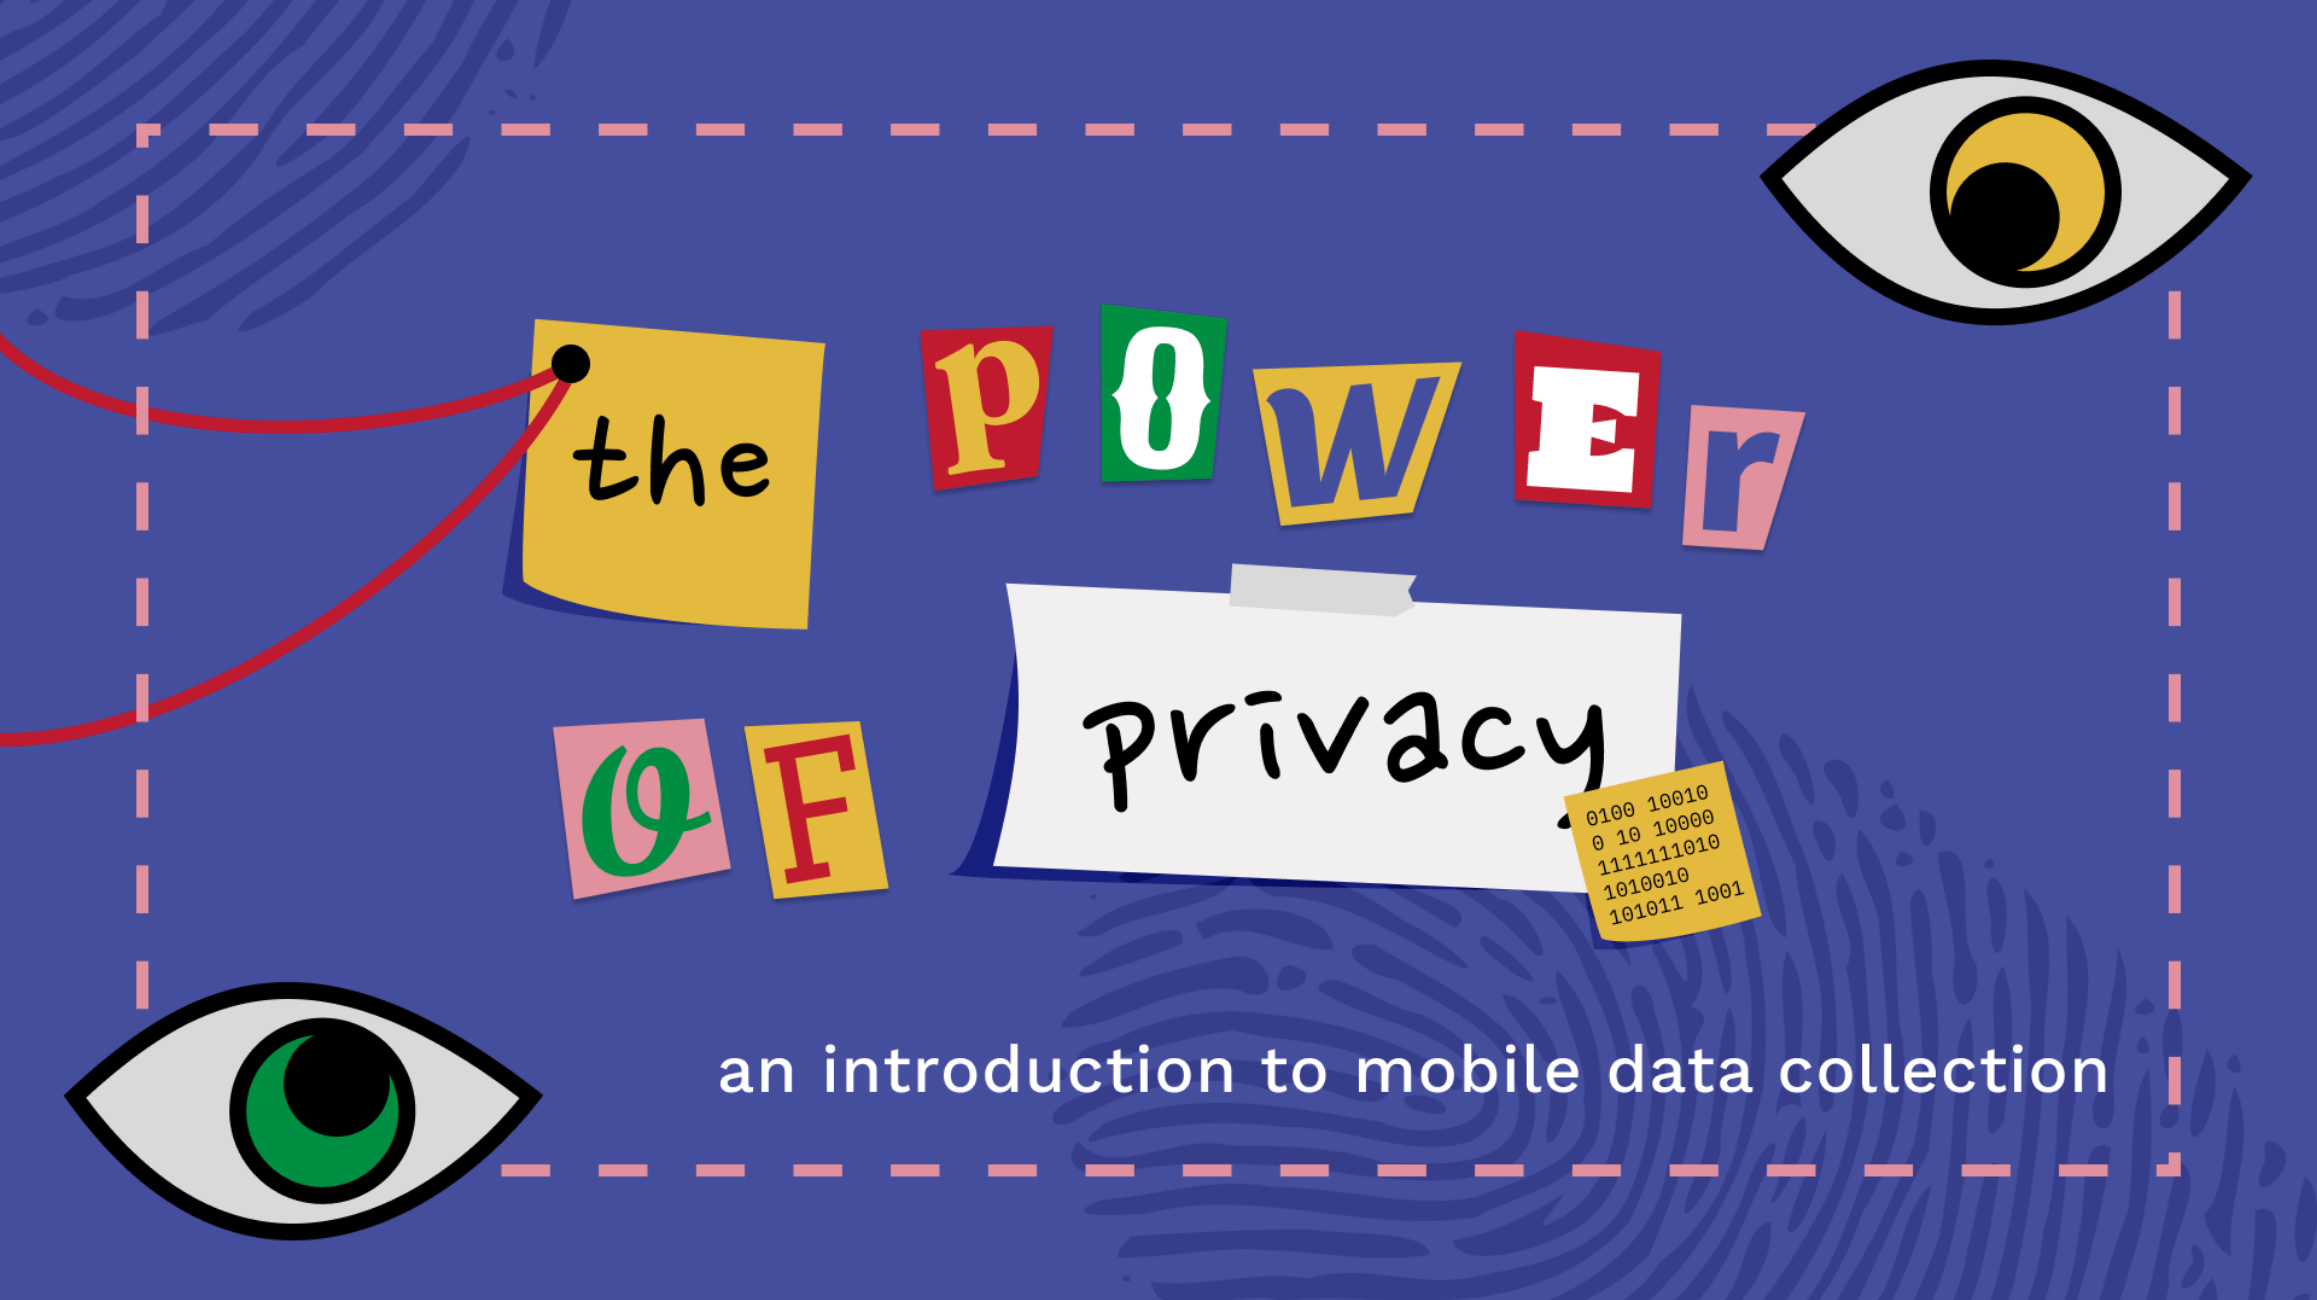 the POWEr
OF privacy
0100 10010
0 10 10000
1111111010
1010010
101011 1001
an introduction to mobile data collection